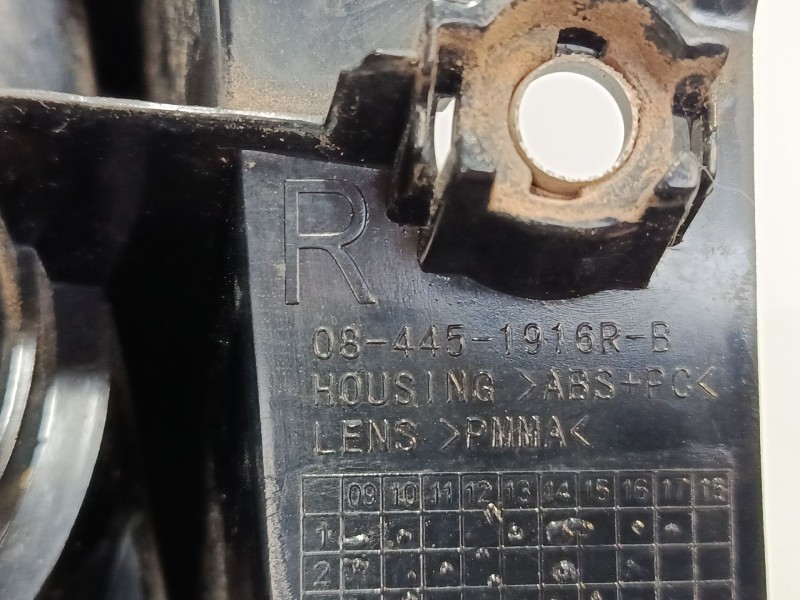 R
08-445-1916R-B
HOUSING >ABS+PC<
LENS >PMMA<
09 10 11 12 13 14 15 16 17 18
1
2